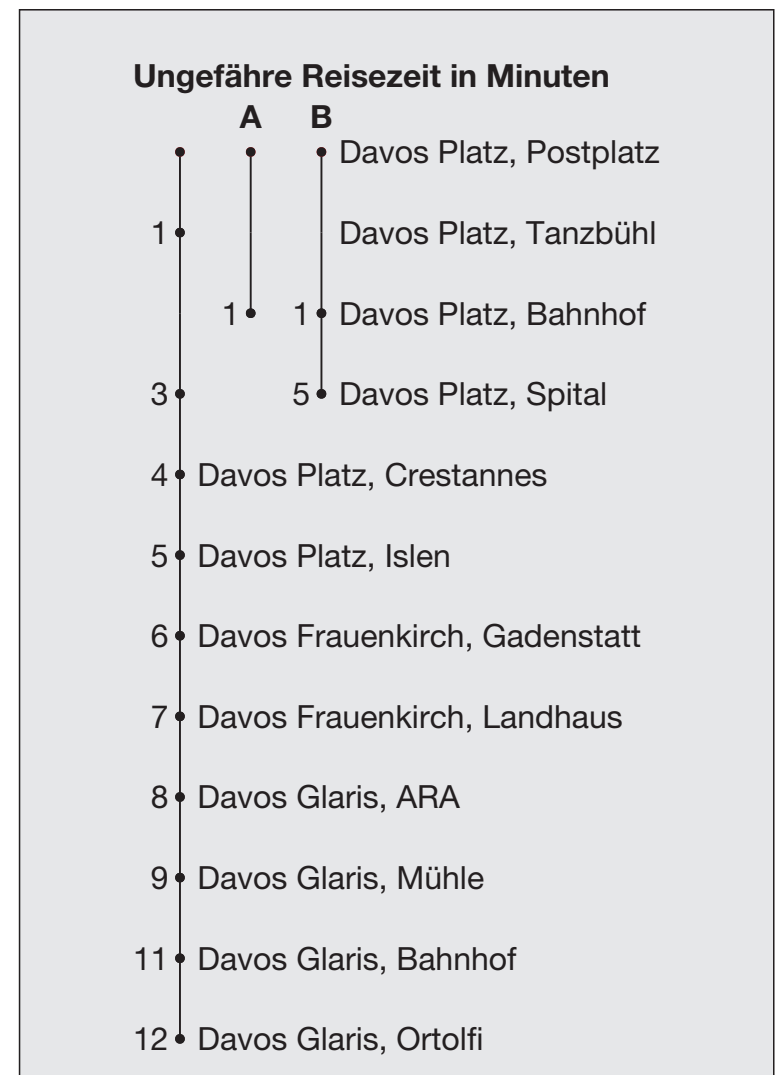 Ungefähre Reisezeit in Minuten
A B
Davos Platz, Postplatz
1 Davos Platz, Tanzbühl
1 1 Davos Platz, Bahnhof
3 5 Davos Platz, Spital
4 Davos Platz, Crestannes
5 Davos Platz, Islen
6 Davos Frauenkirch, Gadenstatt
7 Davos Frauenkirch, Landhaus
8 Davos Glaris, ARA
9 Davos Glaris, Mühle
11 Davos Glaris, Bahnhof
12 Davos Glaris, Ortolfi